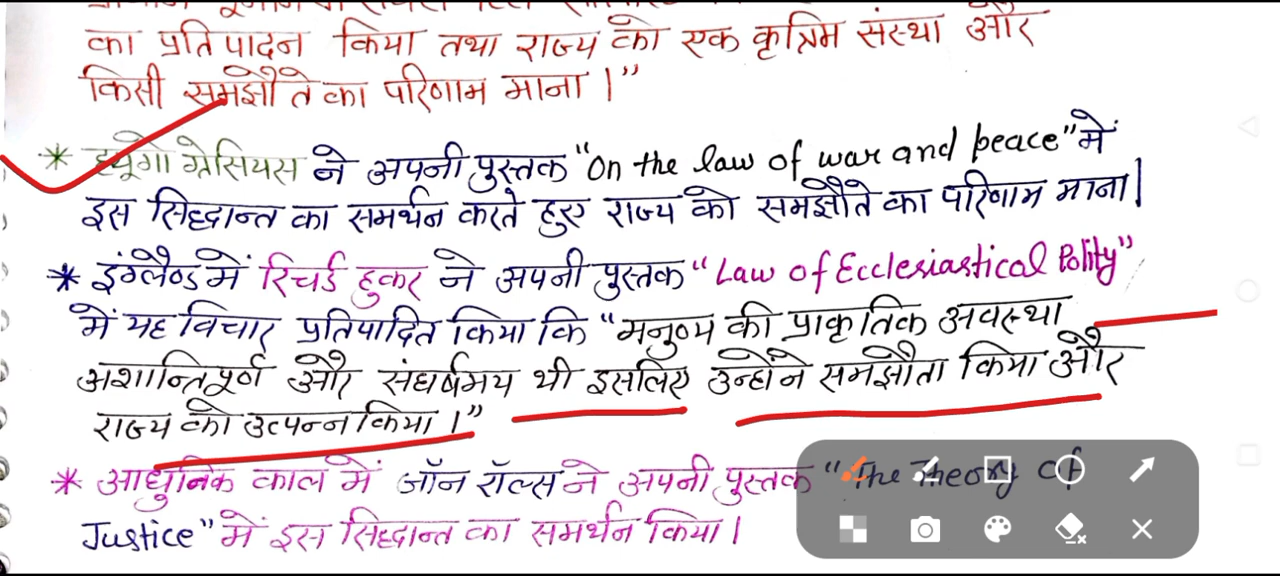 का प्रतिपादन किया तथा राज्य को एक कृत्रिम संस्था और
किसी समझौते का परिणाम माना।"
* ह्यूगो ग्रेसियस ने अपनी पुस्तक "On the law of war and peace" में
इस सिद्धान्त का समर्थन करते हुए राज्य को समझौते का परिणाम माना।
* इंग्लैण्ड में रिचर्ड हुकर ने अपनी पुस्तक "Law of Ecclesiastical Polity"
में यह विचार प्रतिपादित किया कि "मनुष्य की प्राकृतिक अवस्था
अशान्तिपूर्ण और संघर्षमय थी इसलिए उन्होंने समझौता किया और
राज्य को उत्पन्न किया।"
* आधुनिक काल में जॉन रॉल्स ने अपनी पुस्तक "The Theory of
Justice" में इस सिद्धान्त का समर्थन किया।